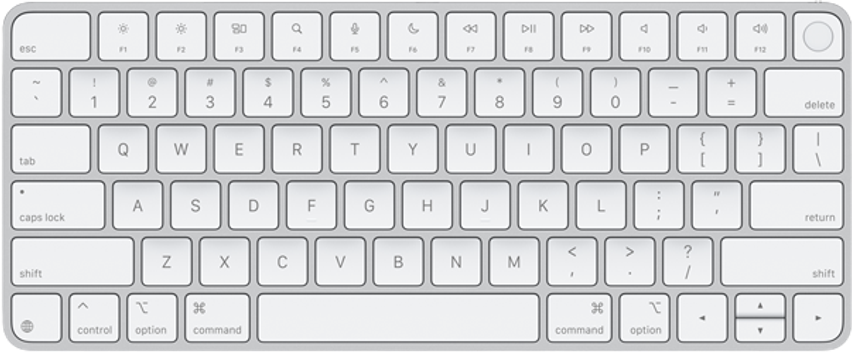 esc F1 F2 F3 F4 F5 F6 F7 F8 F9 F10 F11 F12
~ ! @ # $ % ^ & * ( ) _ +
` 1 2 3 4 5 6 7 8 9 0 - = delete
tab Q W E R T Y U I O P { [ } ] | \
caps lock A S D F G H J K L : ; " ' return
shift Z X C V B N M < , > . ? / shift
control option command command option